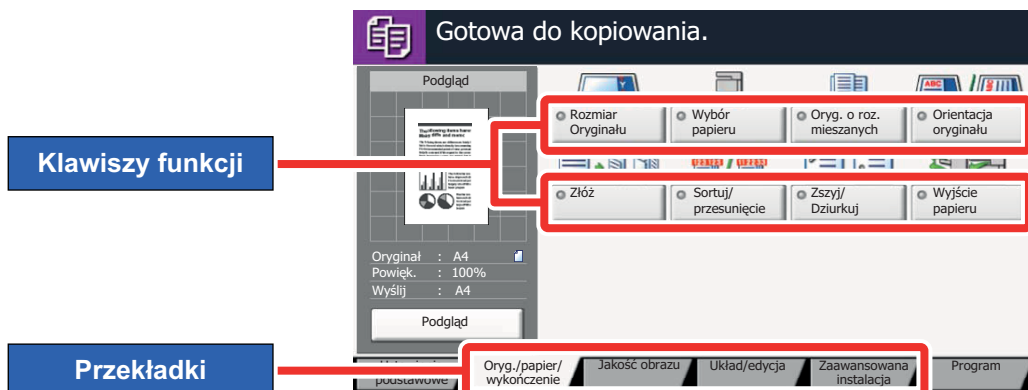 Gotowa do kopiowania.
Podgląd
ABC
Rozmiar
Oryginału
Wybór
papieru
Oryg. o roz.
mieszanych
Orientacja
oryginału
Klawiszy funkcji
Złóż
Sortuj/
przesunięcie
Zszyj/
Dziurkuj
Wyjście
papieru
Oryginał : A4
Powięk. : 100%
Wyślij : A4
Podgląd
Przekładki
podstawowe
Oryg./papier/
wykończenie
Jakość obrazu
Układ/edycja
Zaawansowana
instalacja
Program